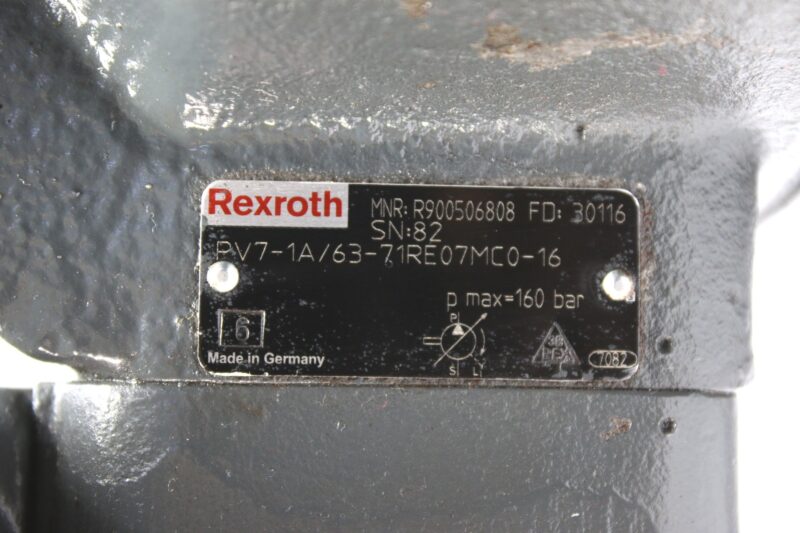 Rexroth MNR: R900506808 FD: 30116
SN:82
PV7-1A/63-71RE07MC0-16
p max=160 bar
P
6
S L
Made in Germany
7082